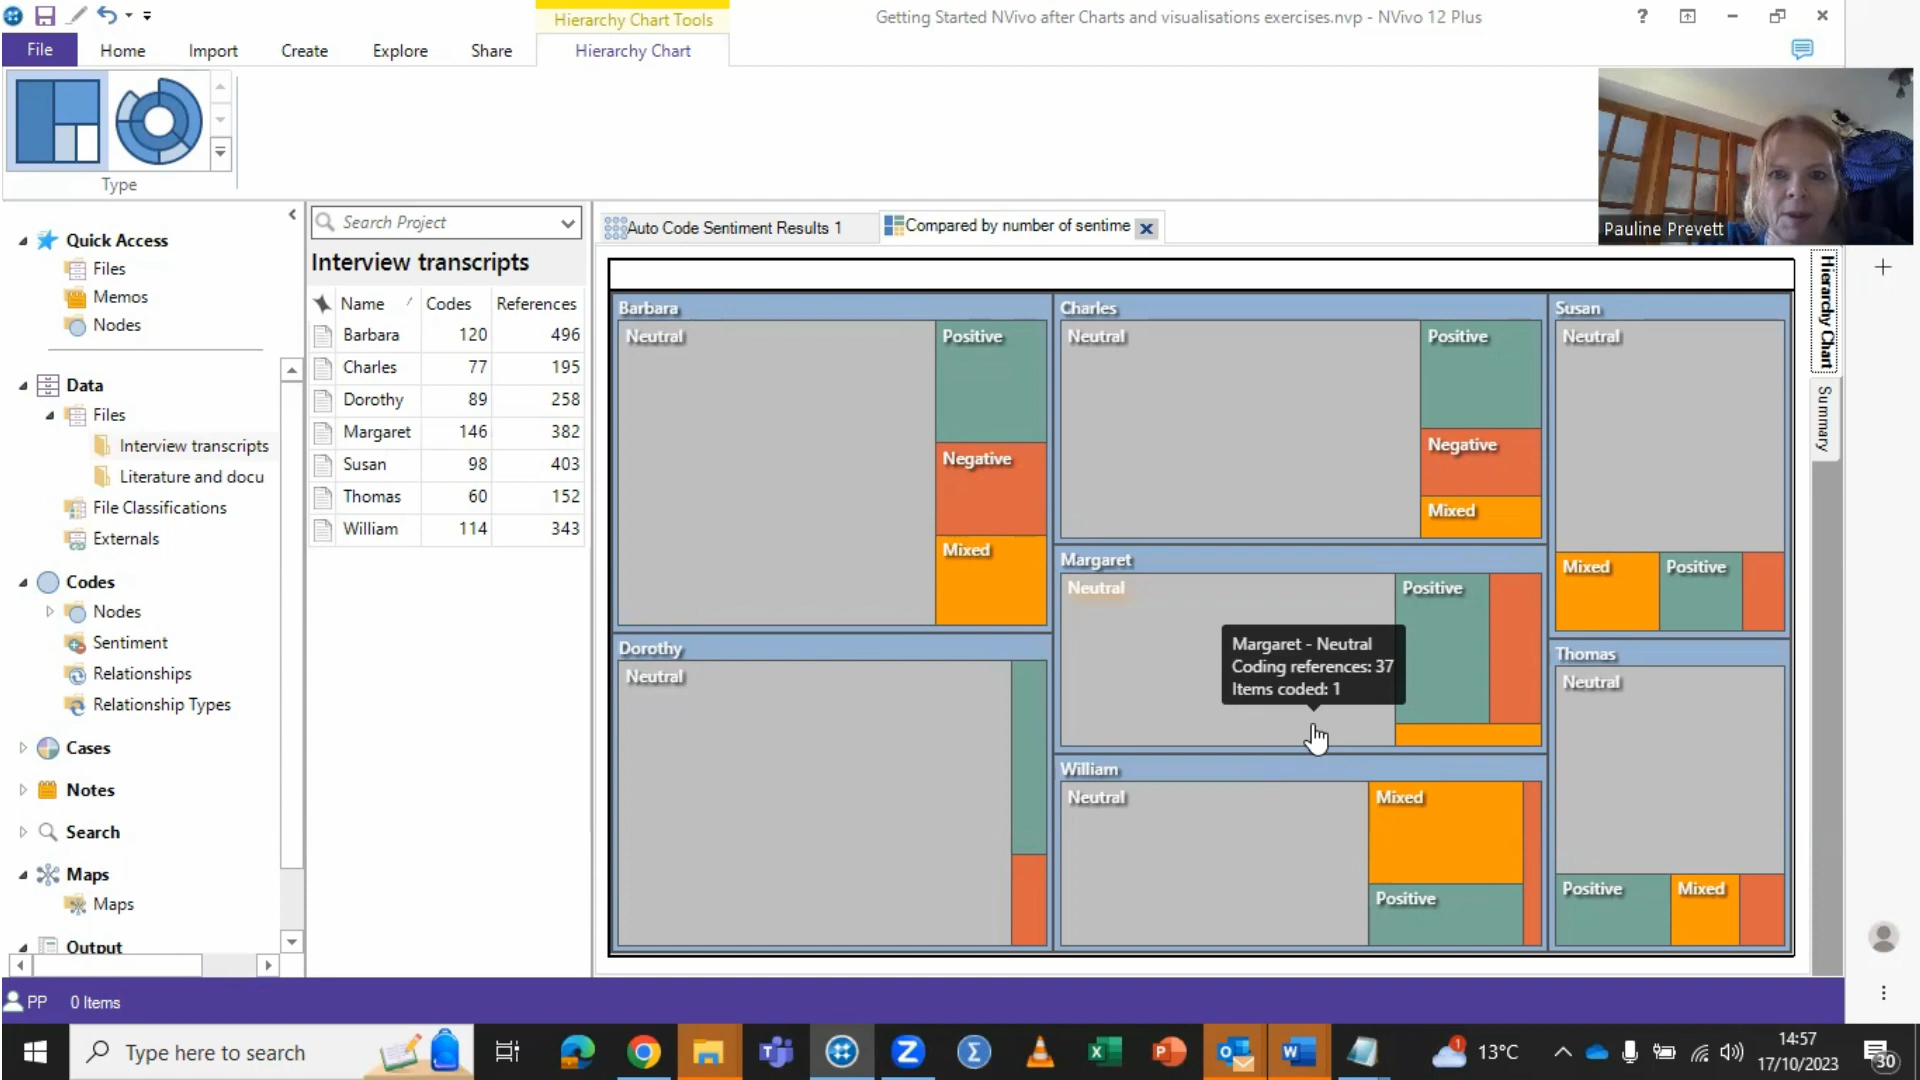 Hierarchy Chart Tools
Getting Started NVivo after Charts and visualisations exercises.nvp - NVivo 12 Plus
File
Home
Import
Create
Explore
Share
Hierarchy Chart
Type
Pauline Prevett
Quick Access
Files
Memos
Nodes
Data
Files
Interview transcripts
Literature and docu
File Classifications
Externals
Codes
Nodes
Sentiment
Relationships
Relationship Types
Cases
Notes
Search
Maps
Maps
Output
Search Project
Interview transcripts
Name Codes References
Barbara 120 496
Charles 77 195
Dorothy 89 258
Margaret 146 382
Susan 98 403
Thomas 60 152
William 114 343
Auto Code Sentiment Results 1
Compared by number of sentime
Barbara
Neutral
Positive
Negative
Mixed
Dorothy
Neutral
Charles
Neutral
Positive
Negative
Mixed
Margaret
Neutral
Positive
Margaret - Neutral
Coding references: 37
Items coded: 1
William
Neutral
Mixed
Positive
Susan
Neutral
Mixed
Positive
Thomas
Neutral
Positive
Mixed
Hierarchy Chart
Summary
PP 0 Items
Type here to search
13°C
14:57
17/10/2023
30